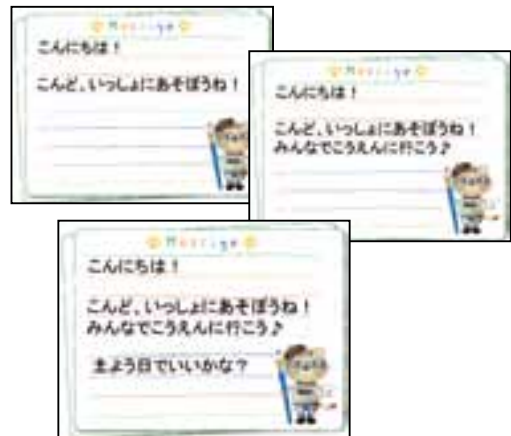 Message
こんにちは！
こんど、いっしょにあそぼうね！
Message
こんにちは！
こんど、いっしょにあそぼうね！
みんなでこうえんに行こう♪
Message
こんにちは！
こんど、いっしょにあそぼうね！
みんなでこうえんに行こう♪
土よう日でいいかな？